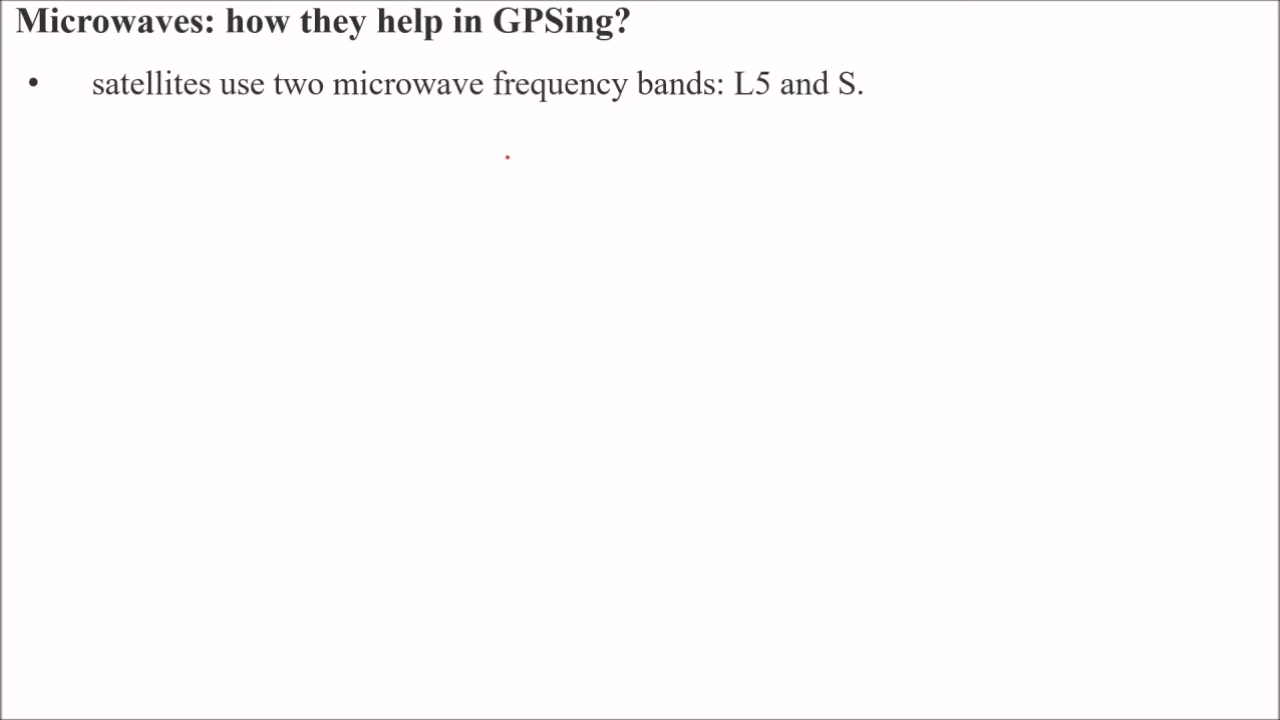 Microwaves: how they help in GPSing?
• satellites use two microwave frequency bands: L5 and S.